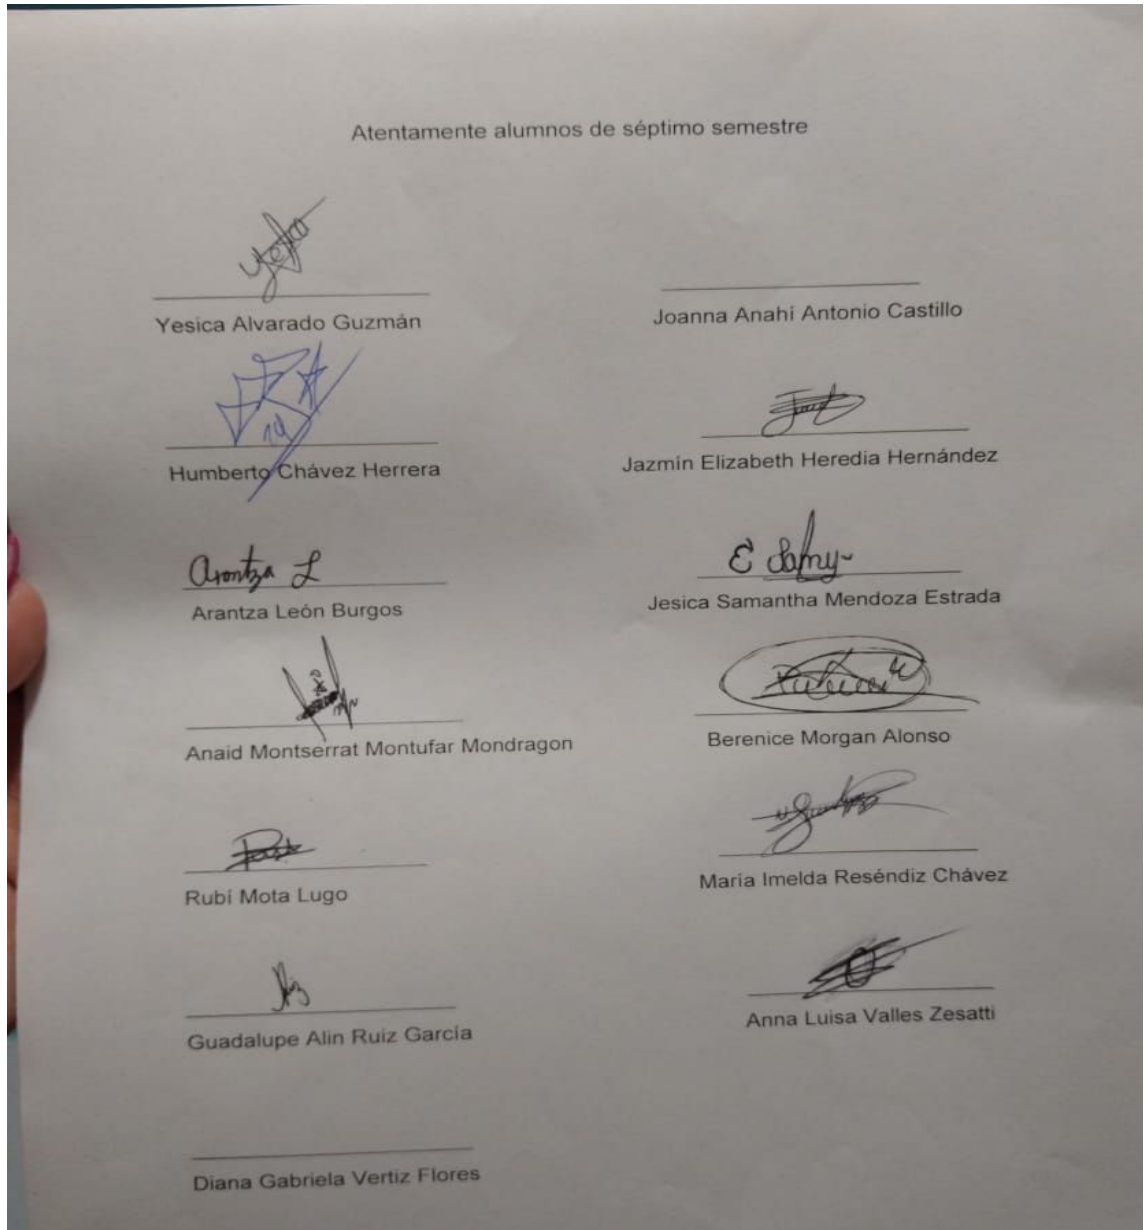 Atentamente alumnos de séptimo semestre
Yesica Alvarado Guzmán
Joanna Anahí Antonio Castillo
Humberto Chávez Herrera
Jazmín Elizabeth Heredia Hernández
Arantza L
Arantza León Burgos
Jesica Samantha Mendoza Estrada
Anaid Montserrat Montufar Mondragon
Berenice Morgan Alonso
Rubí Mota Lugo
María Imelda Reséndiz Chávez
Guadalupe Alin Ruiz García
Anna Luisa Valles Zesatti
Diana Gabriela Vertiz Flores